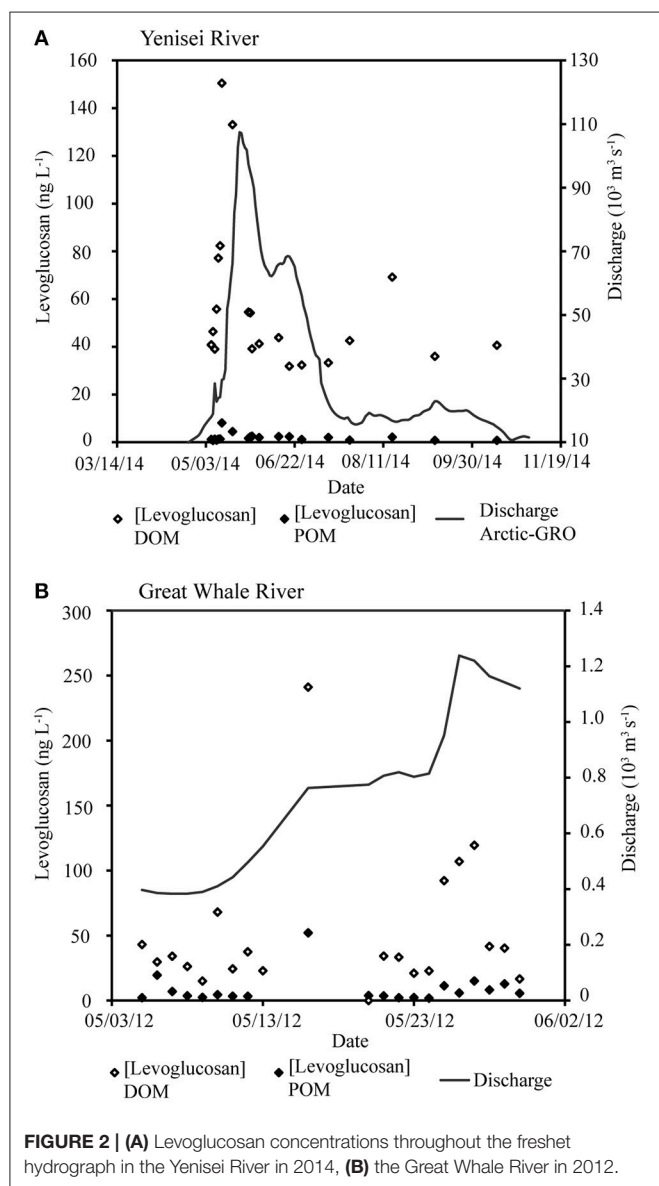 A
Yenisei River
Levoglucosan (ng L-1)
160
140
120
100
80
60
40
20
0
130
110
90
70
50
30
10
Discharge (10³ m³ s-1)
03/14/14 05/03/14 06/22/14 08/11/14 09/30/14 11/19/14
Date
[Levoglucosan] DOM
[Levoglucosan] POM
Discharge Arctic-GRO
B
Great Whale River
Levoglucosan (ng L-1)
300
250
200
150
100
50
0
1.4
1.2
1.0
0.8
0.6
0.4
0.2
0
Discharge (10³ m³ s-1)
05/03/12 05/13/12 05/23/12 06/02/12
Date
[Levoglucosan] DOM
[Levoglucosan] POM
Discharge
FIGURE 2 | (A) Levoglucosan concentrations throughout the freshet
hydrograph in the Yenisei River in 2014, (B) the Great Whale River in 2012.